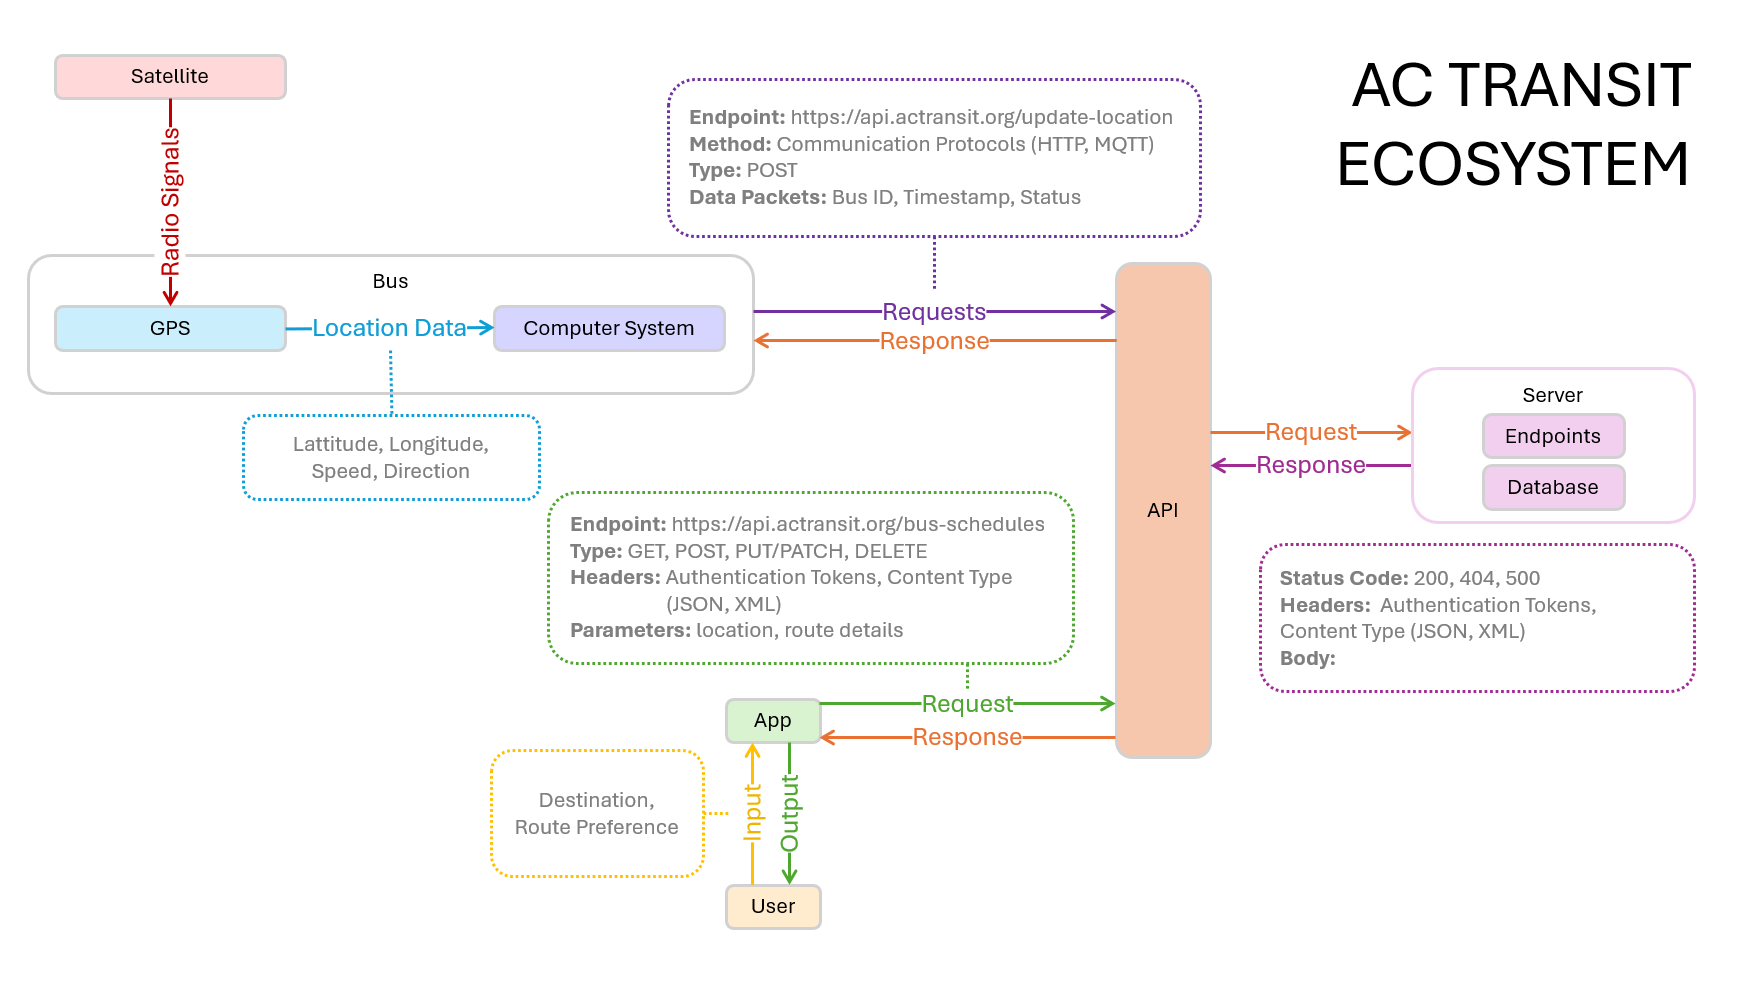 AC TRANSIT
ECOSYSTEM
Satellite
Radio Signals
Endpoint: https://api.actransit.org/update-location
Method: Communication Protocols (HTTP, MQTT)
Type: POST
Data Packets: Bus ID, Timestamp, Status
Bus
GPS
Location Data
Computer System
Requests
Response
Lattitude, Longitude,
Speed, Direction
API
Request
Response
Server
Endpoints
Database
Endpoint: https://api.actransit.org/bus-schedules
Type: GET, POST, PUT/PATCH, DELETE
Headers: Authentication Tokens, Content Type
(JSON, XML)
Parameters: location, route details
Status Code: 200, 404, 500
Headers: Authentication Tokens,
Content Type (JSON, XML)
Body:
App
Request
Response
Destination,
Route Preference
Input
Output
User